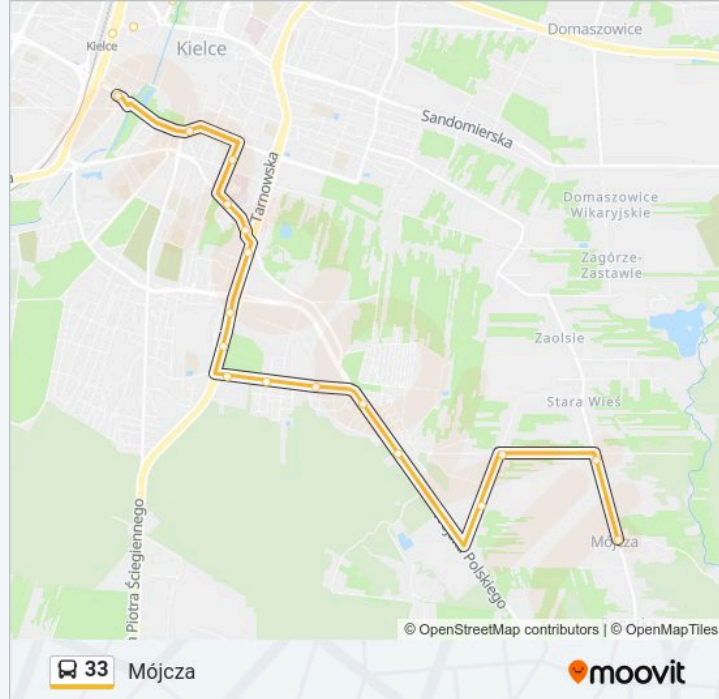 Kielce
Kielce
Domaszowice
Sandomierska
Tarnowska
Domaszowice
Wikaryjskie
Zagórze-
Zastawie
Zaolsie
Stara Wieś
Mójcza
Polskiego
Piotra Ściegiennego
© OpenStreetMap contributors | © OpenMapTiles
33 Mójcza
moovit